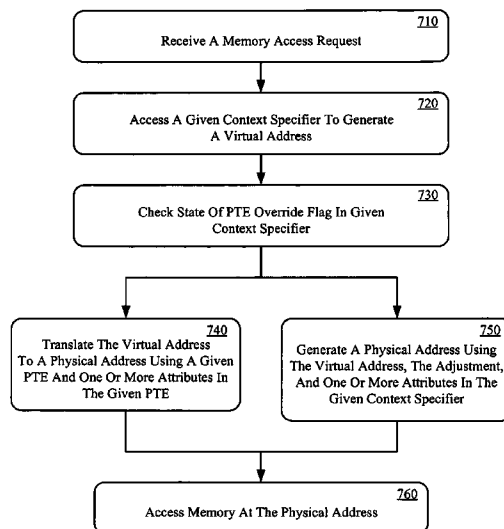 710
Receive A Memory Access Request
720
Access A Given Context Specifier To Generate
A Virtual Address
730
Check State Of PTE Override Flag In Given
Context Specifier
740
Translate The Virtual Address
To A Physical Address Using A Given
PTE And One Or More Attributes In
The Given PTE
750
Generate A Physical Address Using
The Virtual Address, The Adjustment,
And One Or More Attributes In The
Given Context Specifier
760
Access Memory At The Physical Address